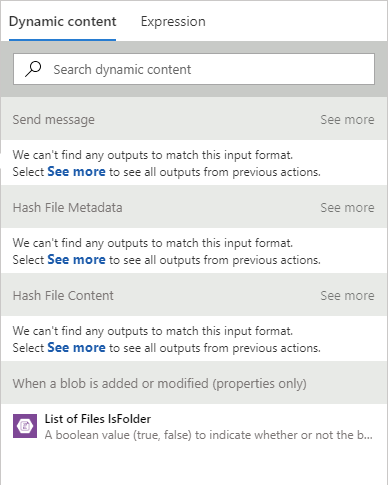 Dynamic content Expression
Search dynamic content
Send message See more
We can't find any outputs to match this input format.
Select See more to see all outputs from previous actions.
Hash File Metadata See more
We can't find any outputs to match this input format.
Select See more to see all outputs from previous actions.
Hash File Content See more
We can't find any outputs to match this input format.
Select See more to see all outputs from previous actions.
When a blob is added or modified (properties only)
List of Files IsFolder
A boolean value (true, false) to indicate whether or not the b...